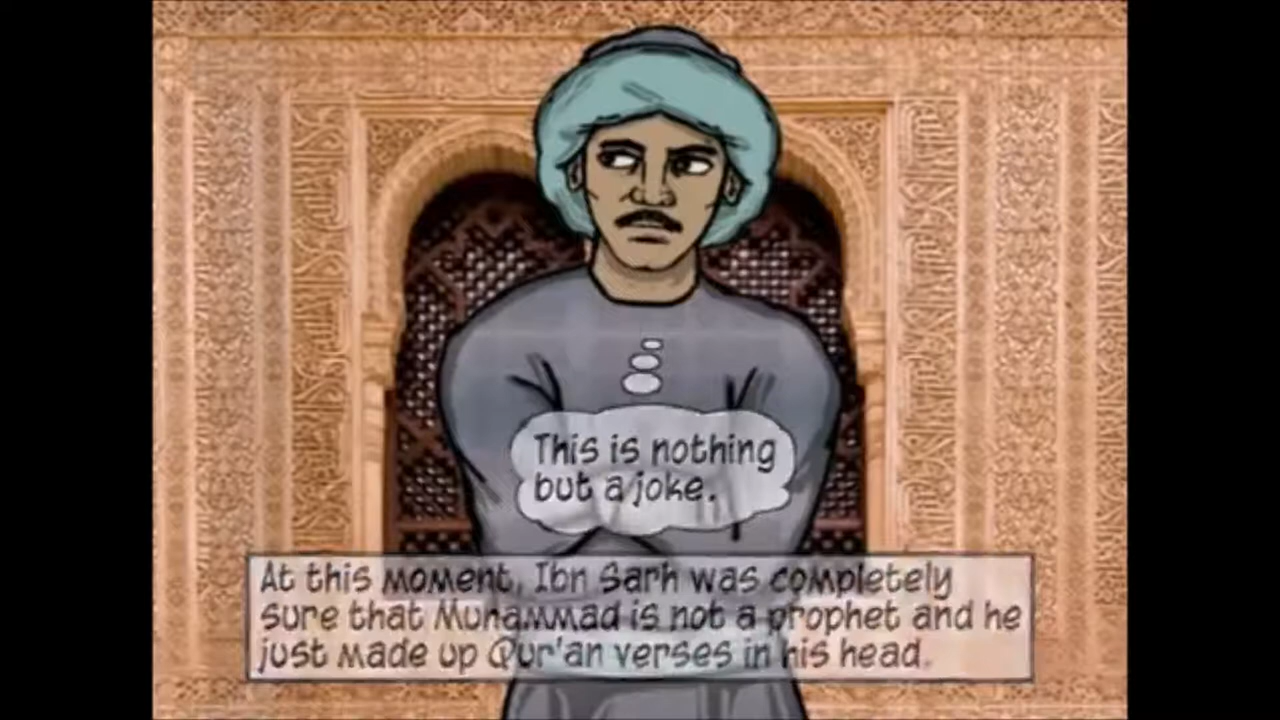 This is nothing
but a joke.
At this moment, Ibn Sarh was completely
sure that Muhammad is not a prophet and he
just made up Qur'an verses in his head.